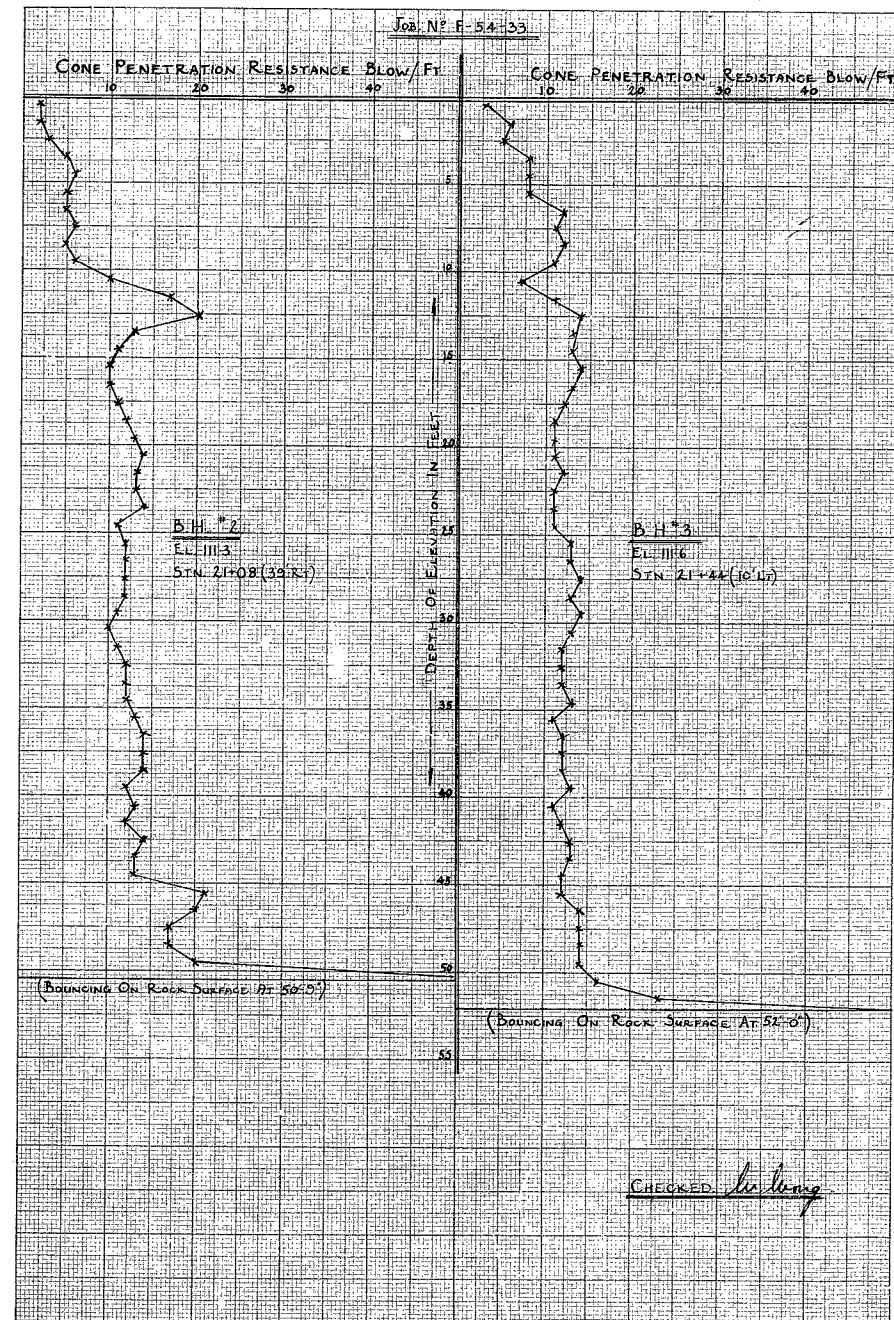 JOB Nº F-54-33
CONE PENETRATION RESISTANCE BLOW/FT
10 20 30 40
CONE PENETRATION RESISTANCE BLOW/FT
10 20 30 40
5
10
15
20
25
30
35
40
45
50
55
DEPTH OF ELEVATION IN FEET
B.H. #2
EL. 111.3
STN. 21+08 (39' RT)
B.H #3
EL 111.6
STN. 21+44 (10' LT)
(BOUNCING ON ROCK SURFACE AT 50'-9")
(BOUNCING ON ROCK SURFACE AT 52'-0")
CHECKED